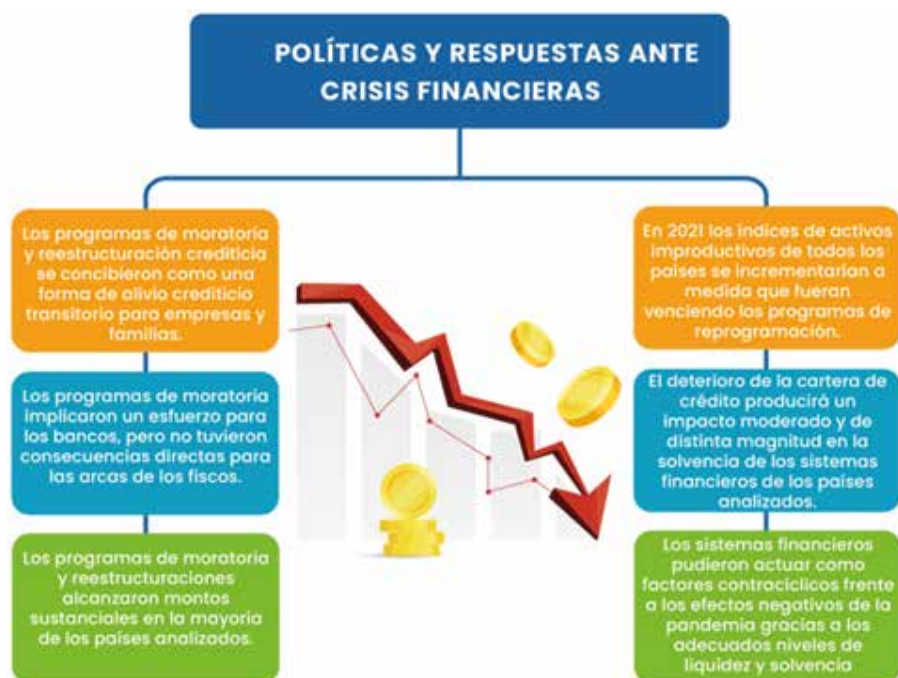 POLÍTICAS Y RESPUESTAS ANTE
CRISIS FINANCIERAS
Los programas de moratoria
y reestructuración crediticia
se concibieron como una
forma de alivio crediticio
transitorio para empresas y
familias.
Los programas de moratoria
implicaron un esfuerzo para
los bancos, pero no tuvieron
consecuencias directas para
las arcas de los fiscos.
Los programas de moratoria
y reestructuraciones
alcanzaron montos
sustanciales en la mayoría
de los países analizados.
En 2021 los índices de activos
improductivos de todos los
países se incrementarían a
medida que fueran
venciendo los programas de
reprogramación.
El deterioro de la cartera de
crédito producirá un
impacto moderado y de
distinta magnitud en la
solvencia de los sistemas
financieros de los países
analizados.
Los sistemas financieros
pudieron actuar como
factores contracíclicos frente
a los efectos negativos de la
pandemia gracias a los
adecuados niveles de
liquidez y solvencia